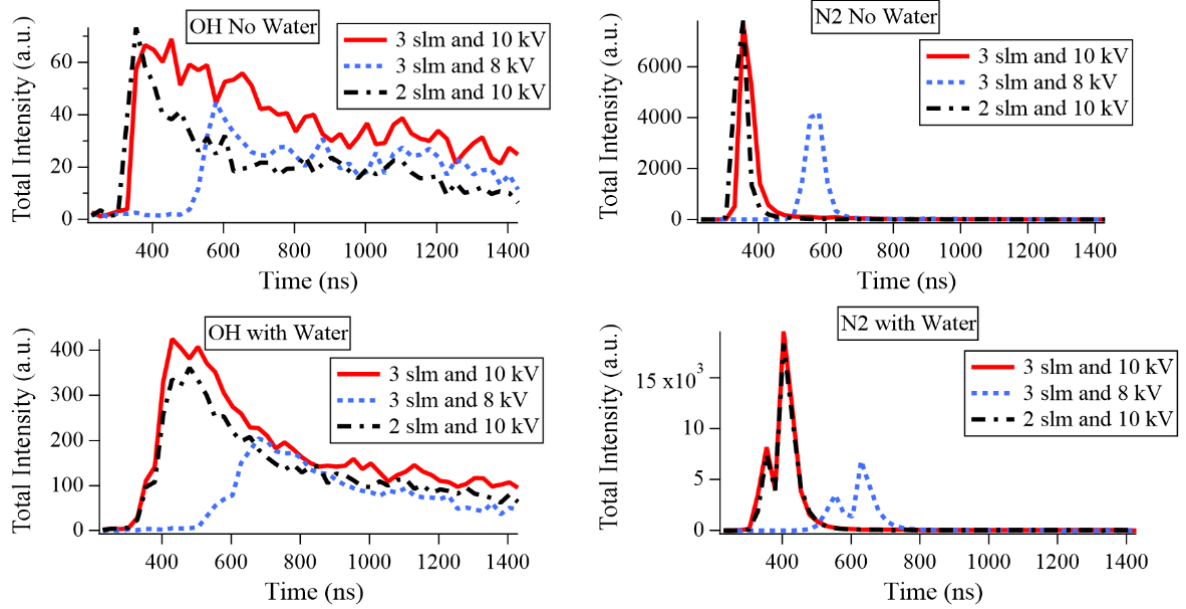 OH No Water
3 slm and 10 kV
3 slm and 8 kV
2 slm and 10 kV
Total Intensity (a.u.)
60
40
20
0
400 600 800 1000 1200 1400
Time (ns)
N2 No Water
3 slm and 10 kV
3 slm and 8 kV
2 slm and 10 kV
Total Intensity (a.u.)
6000
4000
2000
0
400 600 800 1000 1200 1400
Time (ns)
OH with Water
3 slm and 10 kV
3 slm and 8 kV
2 slm and 10 kV
Total Intensity (a.u.)
400
300
200
100
0
400 600 800 1000 1200 1400
Time (ns)
N2 with Water
3 slm and 10 kV
3 slm and 8 kV
2 slm and 10 kV
Total Intensity (a.u.)
15 x10³
10
5
0
400 600 800 1000 1200 1400
Time (ns)